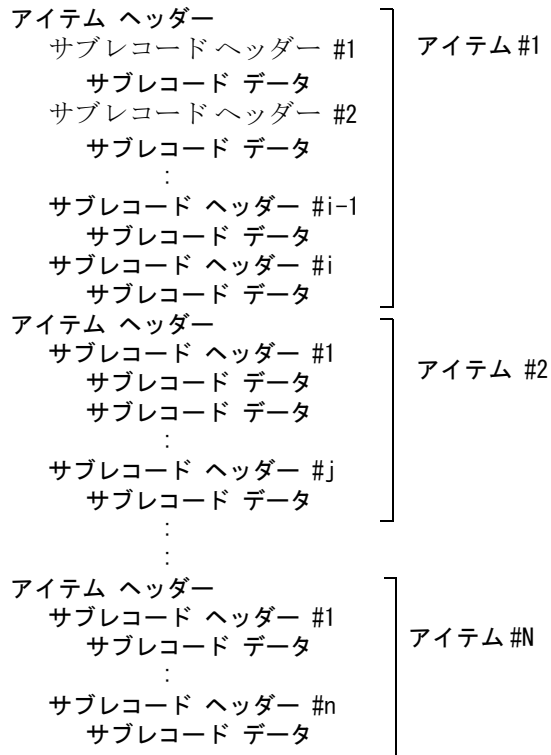 アイテム ヘッダー
サブレコード ヘッダー #1 アイテム #1
サブレコード データ
サブレコード ヘッダー #2
サブレコード データ
:
サブレコード ヘッダー #i-1
サブレコード データ
サブレコード ヘッダー #i
サブレコード データ
アイテム ヘッダー
サブレコード ヘッダー #1
サブレコード データ アイテム #2
サブレコード データ
:
サブレコード ヘッダー #j
サブレコード データ
:
:
アイテム ヘッダー
サブレコード ヘッダー #1
サブレコード データ アイテム #N
:
サブレコード ヘッダー #n
サブレコード データ